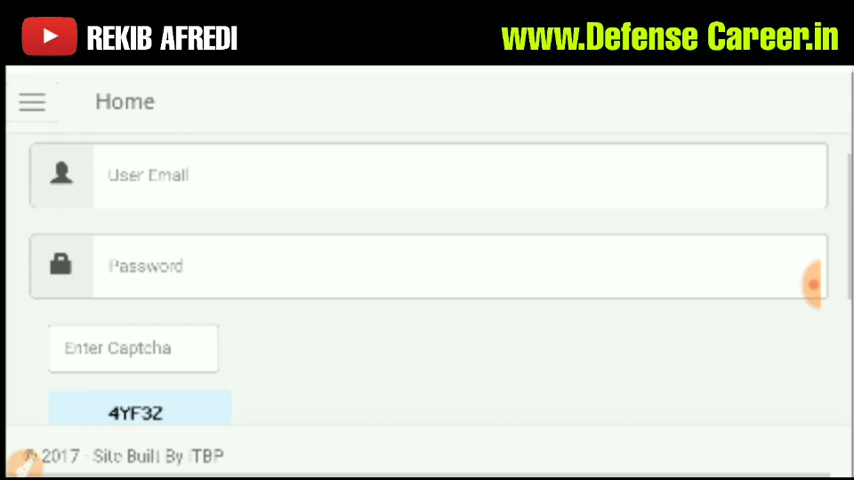 REKIB AFREDI
www.Defense Career.in
Home
User Email
Password
Enter Captcha
4YF3Z
© 2017 - Site Built By ITBP